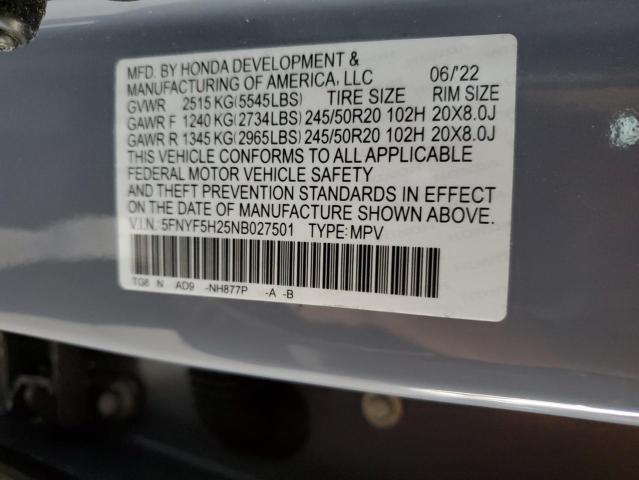 MFD. BY HONDA DEVELOPMENT &
MANUFACTURING OF AMERICA, LLC 06/'22
GVWR 2515 KG(5545LBS) TIRE SIZE RIM SIZE
GAWR F 1240 KG(2734LBS) 245/50R20 102H 20X8.0J
GAWR R 1345 KG(2965LBS) 245/50R20 102H 20X8.0J
THIS VEHICLE CONFORMS TO ALL APPLICABLE
FEDERAL MOTOR VEHICLE SAFETY
AND THEFT PREVENTION STANDARDS IN EFFECT
ON THE DATE OF MANUFACTURE SHOWN ABOVE.
V.I.N.: 5FNYF5H25NB027501 TYPE: MPV
TG8 N AD9 -NH877P -A -B